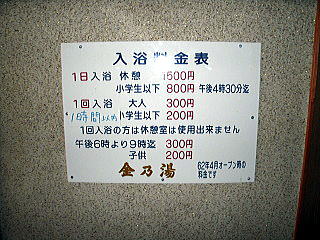 入浴料金表
1日入浴 休憩 1500円
小学生以下 800円 午後4時30分迄
1回入浴 大人 300円
1時間以内 小学生以下 200円
1回入浴の方は休憩室は使用出来ません
午後6時より9時迄 300円
子供 200円
金乃湯
62年4月オープン時の
料金です